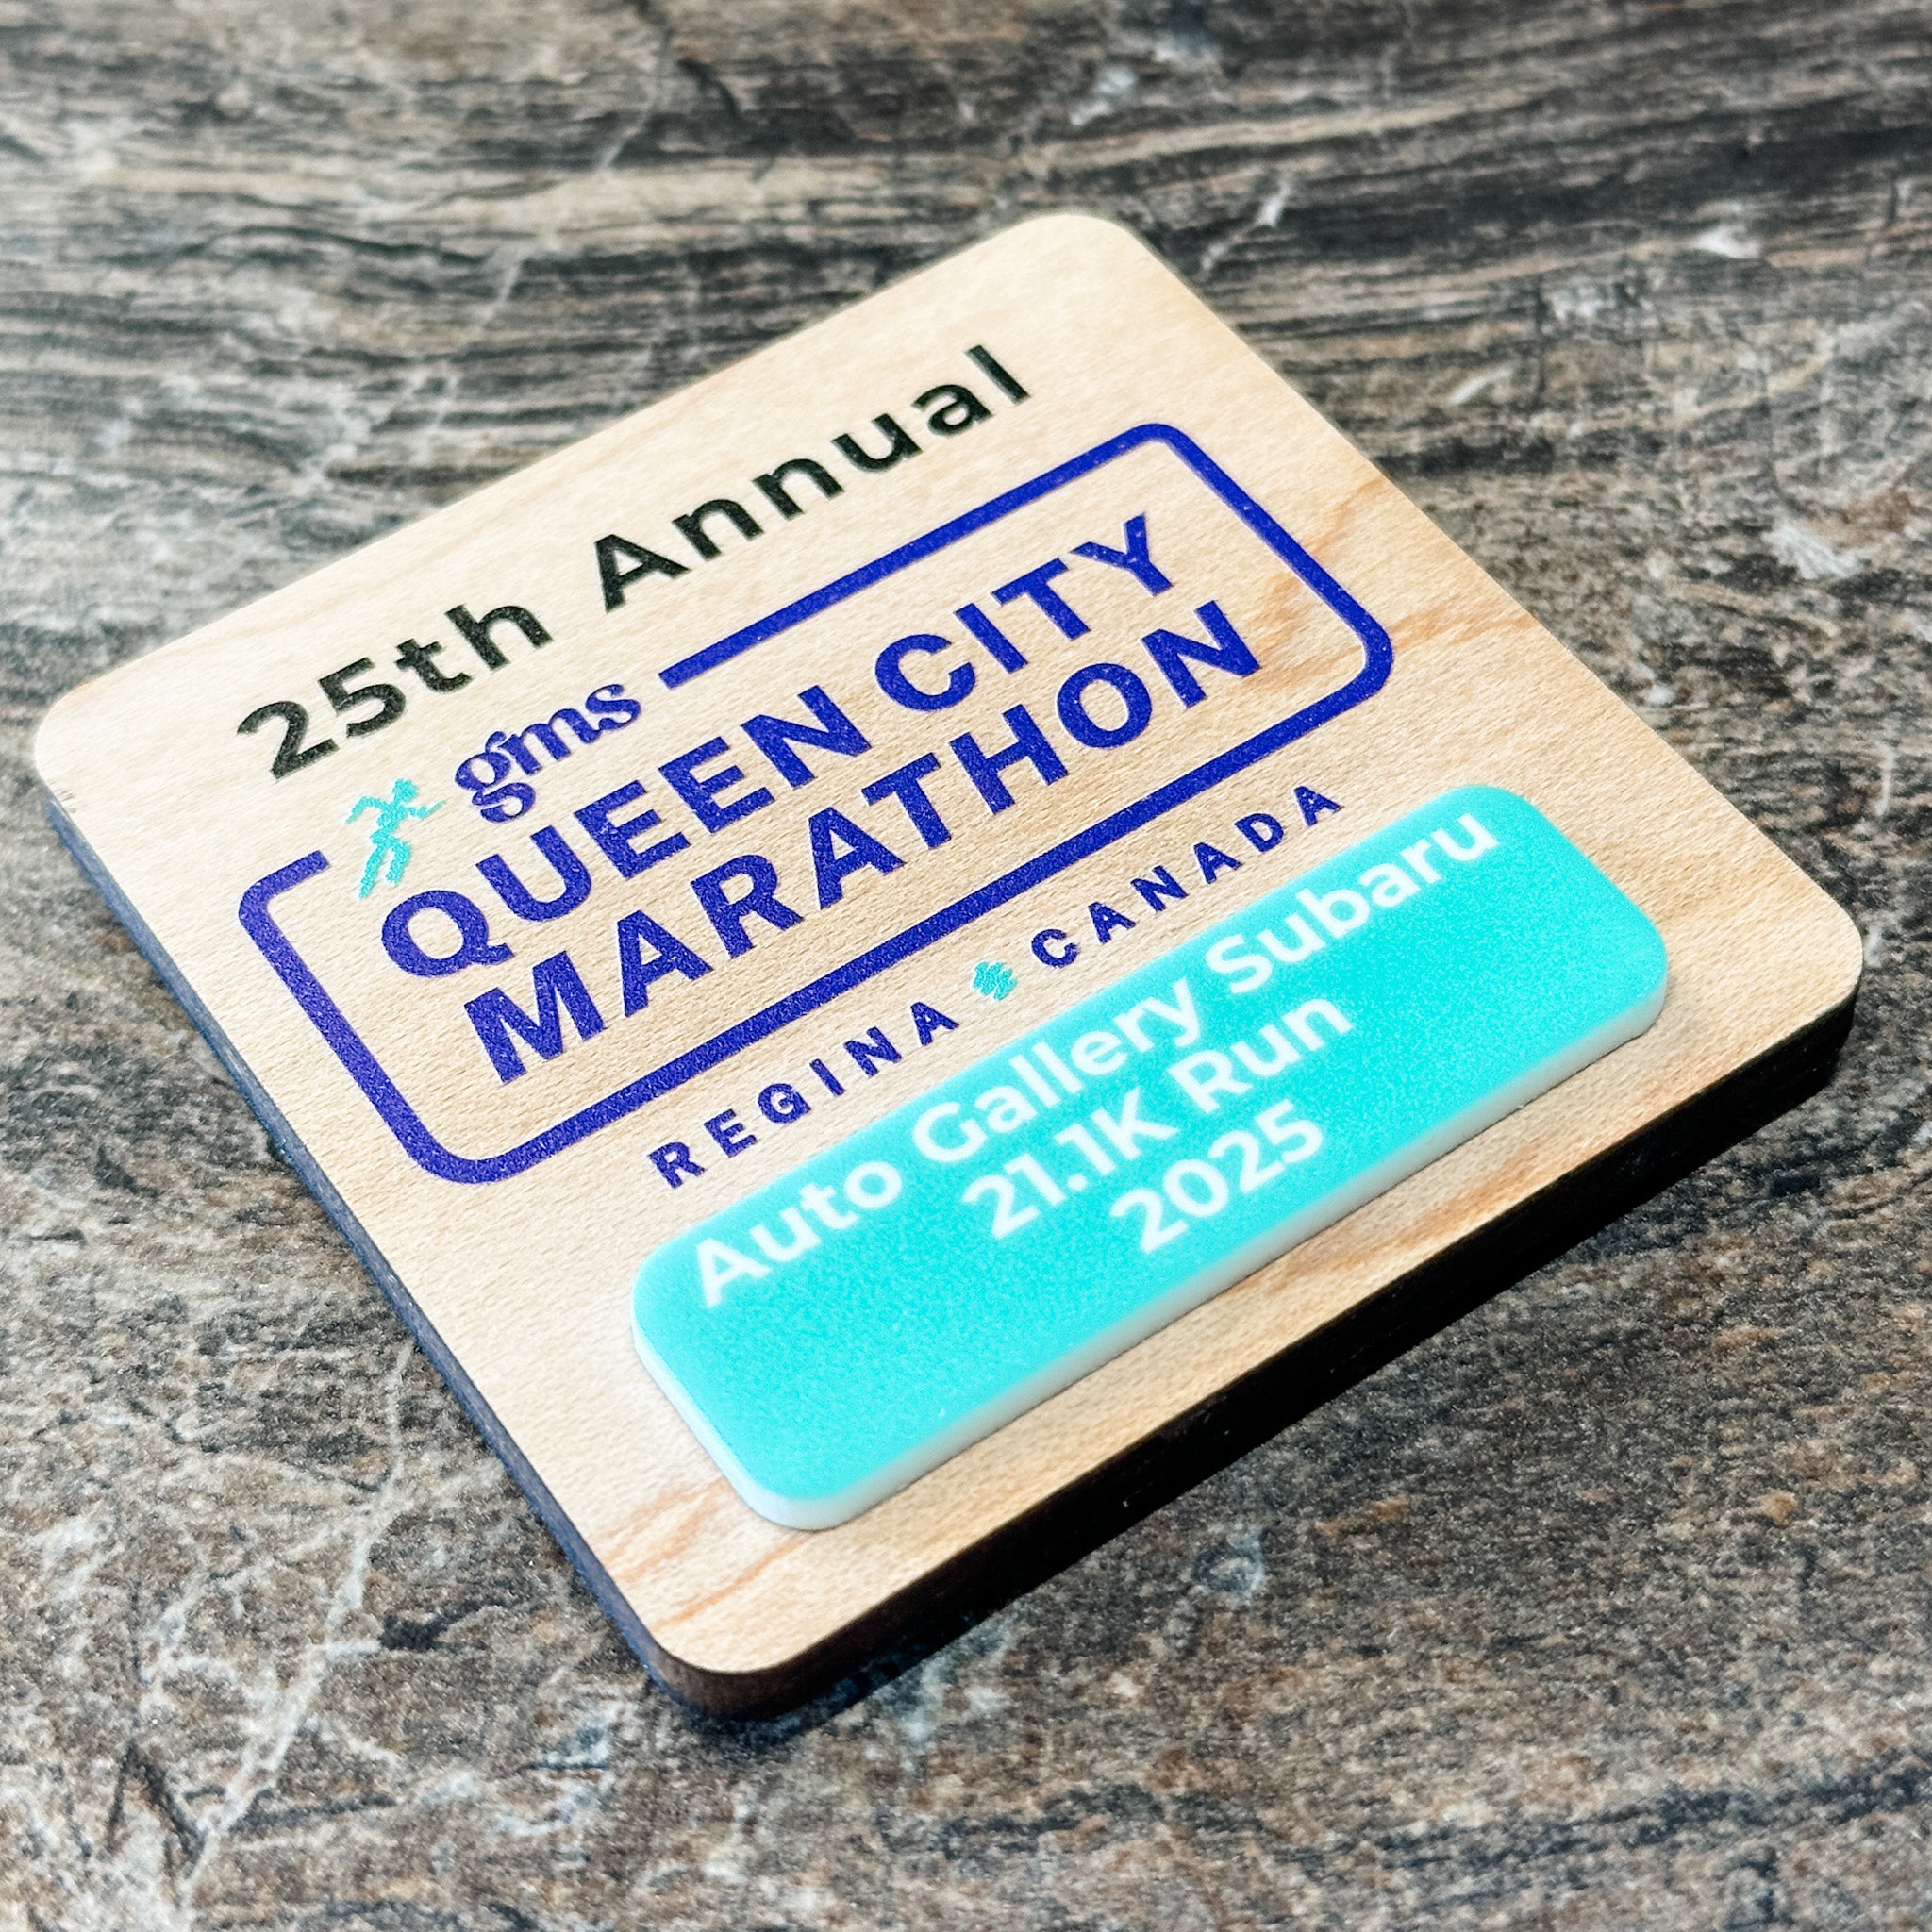 25th Annual
gms
QUEEN CITY
MARATHON
REGINA CANADA
Auto Gallery Subaru
21.1K Run
2025